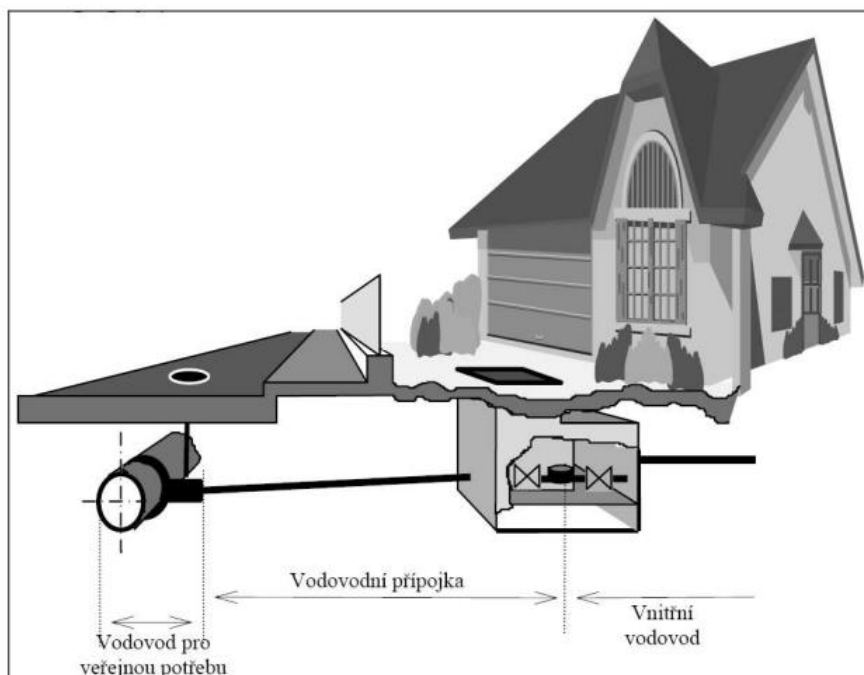 Vodovodní přípojka
Vnitřní
vodovod
Vodovod pro
veřejnou potřebu